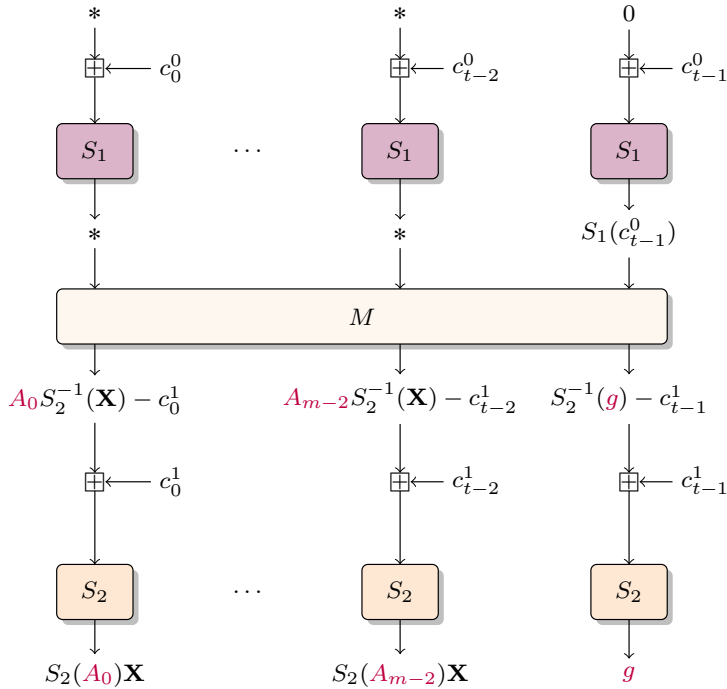 * * 0
c_0^0 c_{t-2}^0 c_{t-1}^0
S_1 ... S_1 S_1
* * S_1(c_{t-1}^0)
M
A_0S_2^{-1}(X) − c_0^1 A_{m-2}S_2^{-1}(X) − c_{t-2}^1 S_2^{-1}(g) − c_{t-1}^1
c_0^1 c_{t-2}^1 c_{t-1}^1
S_2 ... S_2 S_2
S_2(A_0)X S_2(A_{m-2})X g